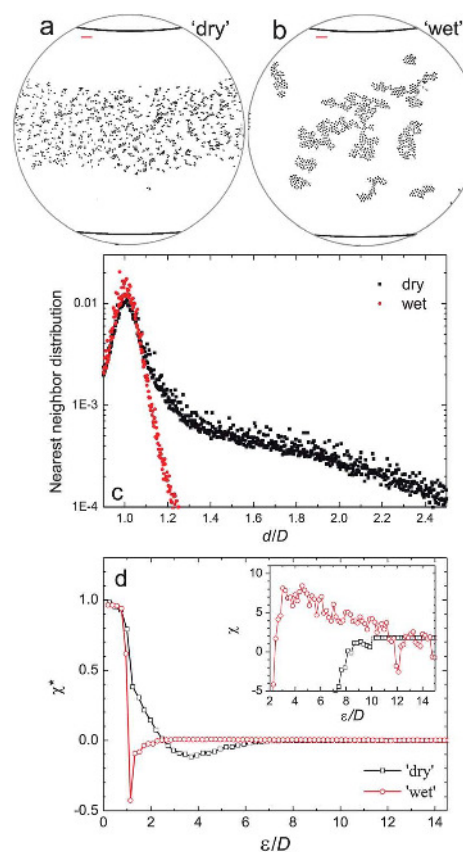 a 'dry'
b 'wet'
Nearest neighbor distribution
0.01
1E-3
1E-4
dry
wet
c
1.0 1.2 1.4 1.6 1.8 2.0 2.2 2.4
d/D
d
χ*
1.0
0.5
0.0
-0.5
χ
10
5
0
-5
2 4 6 8 10 12 14
ε/D
'dry'
'wet'
0 2 4 6 8 10 12 14
ε/D